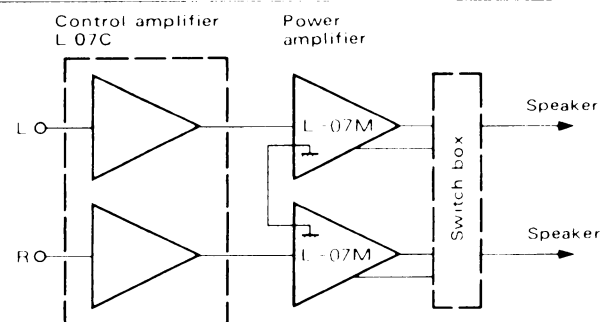 Control amplifier
L 07C
Power
amplifier
L
L-07M
Speaker
Switch box
R
L-07M
Speaker